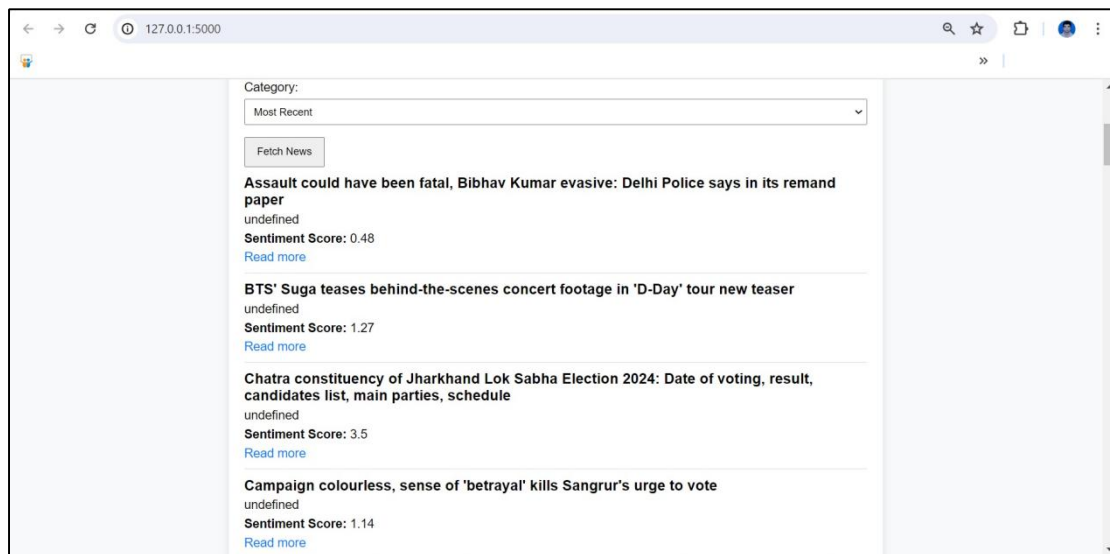 127.0.0.1:5000
Category:
Most Recent
Fetch News
Assault could have been fatal, Bibhav Kumar evasive: Delhi Police says in its remand
paper
undefined
Sentiment Score: 0.48
Read more
BTS' Suga teases behind-the-scenes concert footage in 'D-Day' tour new teaser
undefined
Sentiment Score: 1.27
Read more
Chatra constituency of Jharkhand Lok Sabha Election 2024: Date of voting, result,
candidates list, main parties, schedule
undefined
Sentiment Score: 3.5
Read more
Campaign colourless, sense of 'betrayal' kills Sangrur's urge to vote
undefined
Sentiment Score: 1.14
Read more